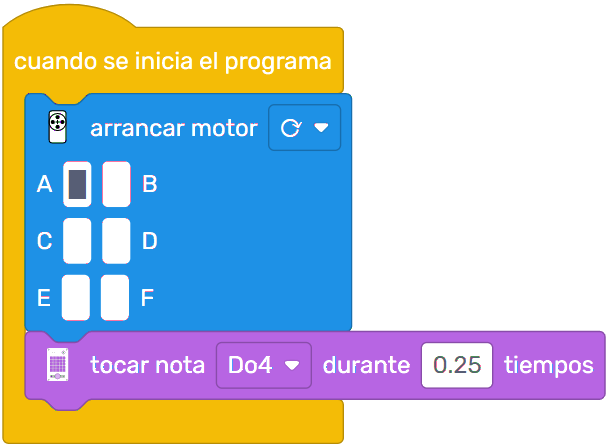 cuando se inicia el programa
arrancar motor
A B
C D
E F
tocar nota Do4 durante 0.25 tiempos